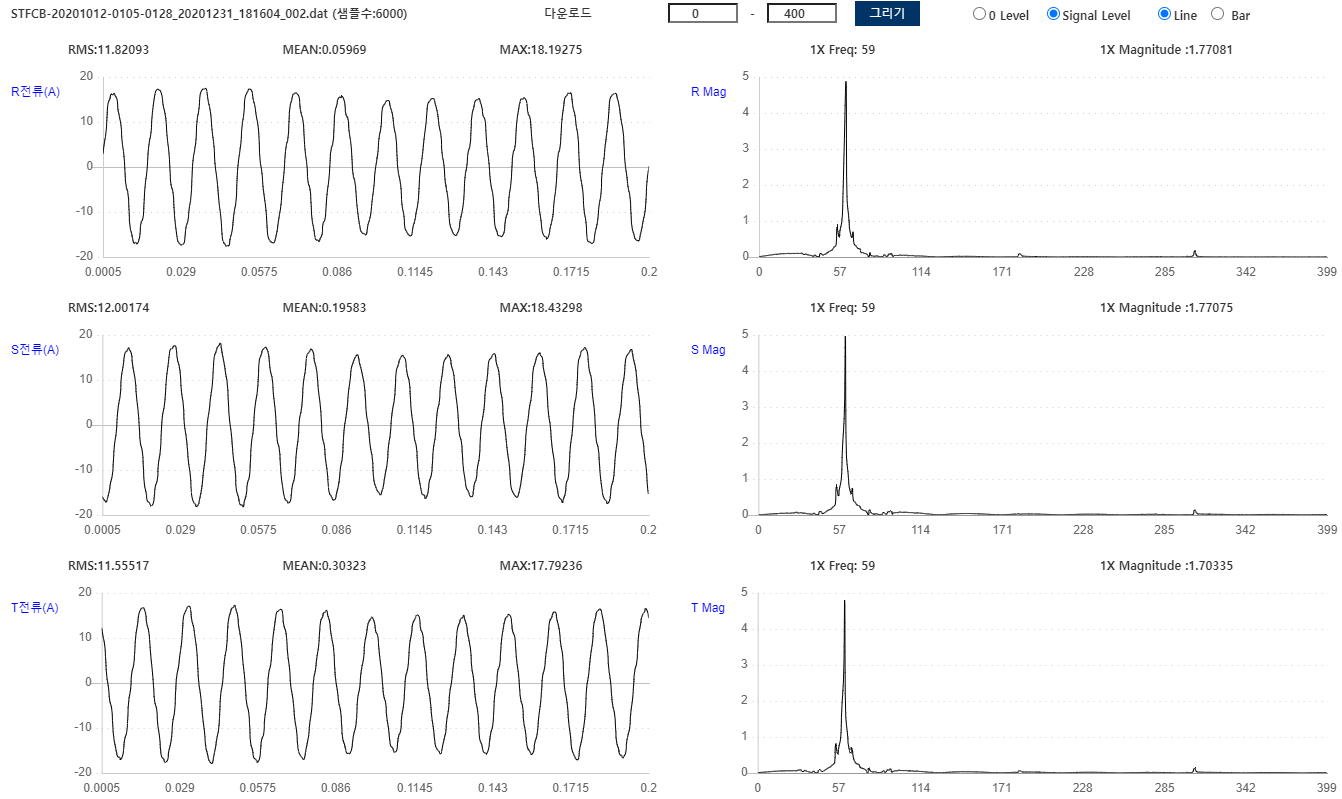 STFCB-20201012-0105-0128_20201231_181604_002.dat (샘플수:6000) 다운로드 0 - 400 그리기 0 Level Signal Level Line Bar
RMS:11.82093 MEAN:0.05969 MAX:18.19275 1X Freq: 59 1X Magnitude :1.77081
R전류(A) R Mag
20
10
0
-10
-20
0.0005 0.029 0.0575 0.086 0.1145 0.143 0.1715 0.2
5
4
3
2
1
0
0 57 114 171 228 285 342 399
RMS:12.00174 MEAN:0.19583 MAX:18.43298 1X Freq: 59 1X Magnitude :1.77075
S전류(A) S Mag
20
10
0
-10
-20
0.0005 0.029 0.0575 0.086 0.1145 0.143 0.1715 0.2
5
4
3
2
1
0
0 57 114 171 228 285 342 399
RMS:11.55517 MEAN:0.30323 MAX:17.79236 1X Freq: 59 1X Magnitude :1.70335
T전류(A) T Mag
20
10
0
-10
-20
0.0005 0.029 0.0575 0.086 0.1145 0.143 0.1715 0.2
5
4
3
2
1
0
0 57 114 171 228 285 342 399